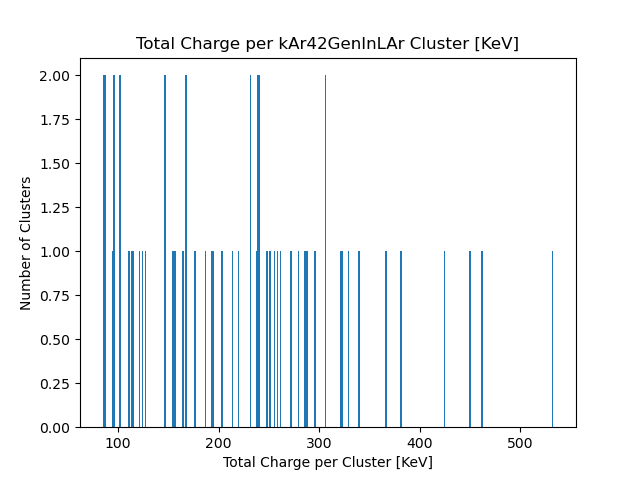 Total Charge per kAr42GenInLAr Cluster [KeV]
2.00
1.75
1.50
1.25
1.00
0.75
0.50
0.25
0.00
Number of Clusters
100 200 300 400 500
Total Charge per Cluster [KeV]